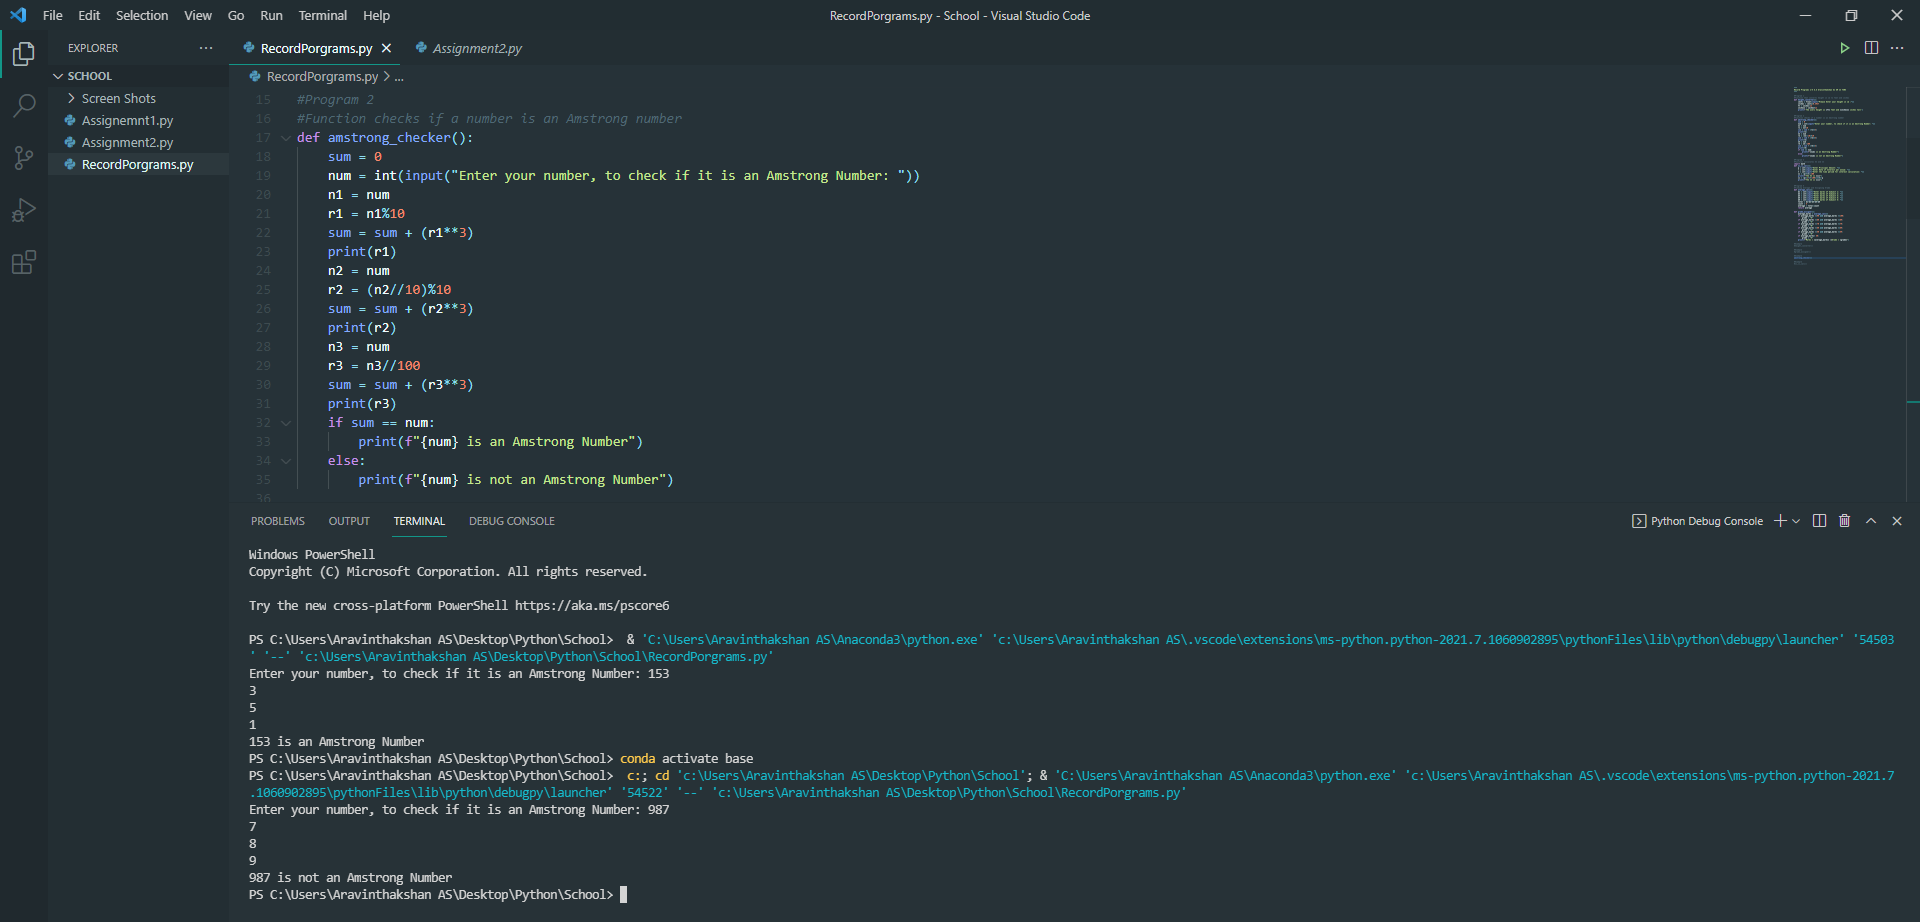 File Edit Selection View Go Run Terminal Help
RecordPorgrams.py - School - Visual Studio Code
EXPLORER
SCHOOL
Screen Shots
Assignemnt1.py
Assignment2.py
RecordPorgrams.py
RecordPorgrams.py Assignment2.py
RecordPorgrams.py > ...
15 #Program 2
16 #Function checks if a number is an Amstrong number
17 def amstrong_checker():
18 sum = 0
19 num = int(input("Enter your number, to check if it is an Amstrong Number: "))
20 n1 = num
21 r1 = n1%10
22 sum = sum + (r1**3)
23 print(r1)
24 n2 = num
25 r2 = (n2//10)%10
26 sum = sum + (r2**3)
27 print(r2)
28 n3 = num
29 r3 = n3//100
30 sum = sum + (r3**3)
31 print(r3)
32 if sum == num:
33 print(f"{num} is an Amstrong Number")
34 else:
35 print(f"{num} is not an Amstrong Number")
36
PROBLEMS OUTPUT TERMINAL DEBUG CONSOLE
Python Debug Console
Windows PowerShell
Copyright (C) Microsoft Corporation. All rights reserved.
Try the new cross-platform PowerShell https://aka.ms/pscore6
PS C:\Users\Aravinthakshan AS\Desktop\Python\School>  & 'C:\Users\Aravinthakshan AS\Anaconda3\python.exe' 'c:\Users\Aravinthakshan AS\.vscode\extensions\ms-python.python-2021.7.1060902895\pythonFiles\lib\python\debugpy\launcher' '54503
' '--' 'c:\Users\Aravinthakshan AS\Desktop\Python\School\RecordPorgrams.py'
Enter your number, to check if it is an Amstrong Number: 153
3
5
1
153 is an Amstrong Number
PS C:\Users\Aravinthakshan AS\Desktop\Python\School> conda activate base
PS C:\Users\Aravinthakshan AS\Desktop\Python\School>  c:; cd 'c:\Users\Aravinthakshan AS\Desktop\Python\School'; & 'C:\Users\Aravinthakshan AS\Anaconda3\python.exe' 'c:\Users\Aravinthakshan AS\.vscode\extensions\ms-python.python-2021.7
.1060902895\pythonFiles\lib\python\debugpy\launcher' '54522' '--' 'c:\Users\Aravinthakshan AS\Desktop\Python\School\RecordPorgrams.py'
Enter your number, to check if it is an Amstrong Number: 987
7
8
9
987 is not an Amstrong Number
PS C:\Users\Aravinthakshan AS\Desktop\Python\School>